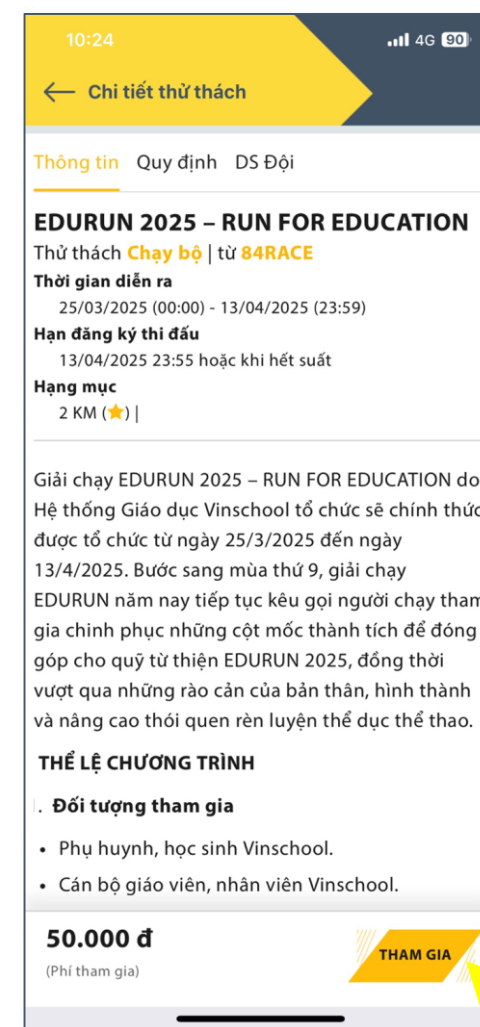 10:24
4G 90
Chi tiết thử thách
Thông tin Quy định DS Đội
EDURUN 2025 – RUN FOR EDUCATION
Thử thách Chạy bộ | từ 84RACE
Thời gian diễn ra
25/03/2025 (00:00) - 13/04/2025 (23:59)
Hạn đăng ký thi đấu
13/04/2025 23:55 hoặc khi hết suất
Hạng mục
2 KM (⭐) |
Giải chạy EDURUN 2025 – RUN FOR EDUCATION do
Hệ thống Giáo dục Vinschool tổ chức sẽ chính thức
được tổ chức từ ngày 25/3/2025 đến ngày
13/4/2025. Bước sang mùa thứ 9, giải chạy
EDURUN năm nay tiếp tục kêu gọi người chạy tham
gia chinh phục những cột mốc thành tích để đóng
góp cho quỹ từ thiện EDURUN 2025, đồng thời
vượt qua những rào cản của bản thân, hình thành
và nâng cao thói quen rèn luyện thể dục thể thao.
THỂ LỆ CHƯƠNG TRÌNH
. Đối tượng tham gia
• Phụ huynh, học sinh Vinschool.
• Cán bộ giáo viên, nhân viên Vinschool.
50.000 đ
THAM GIA
(Phí tham gia)